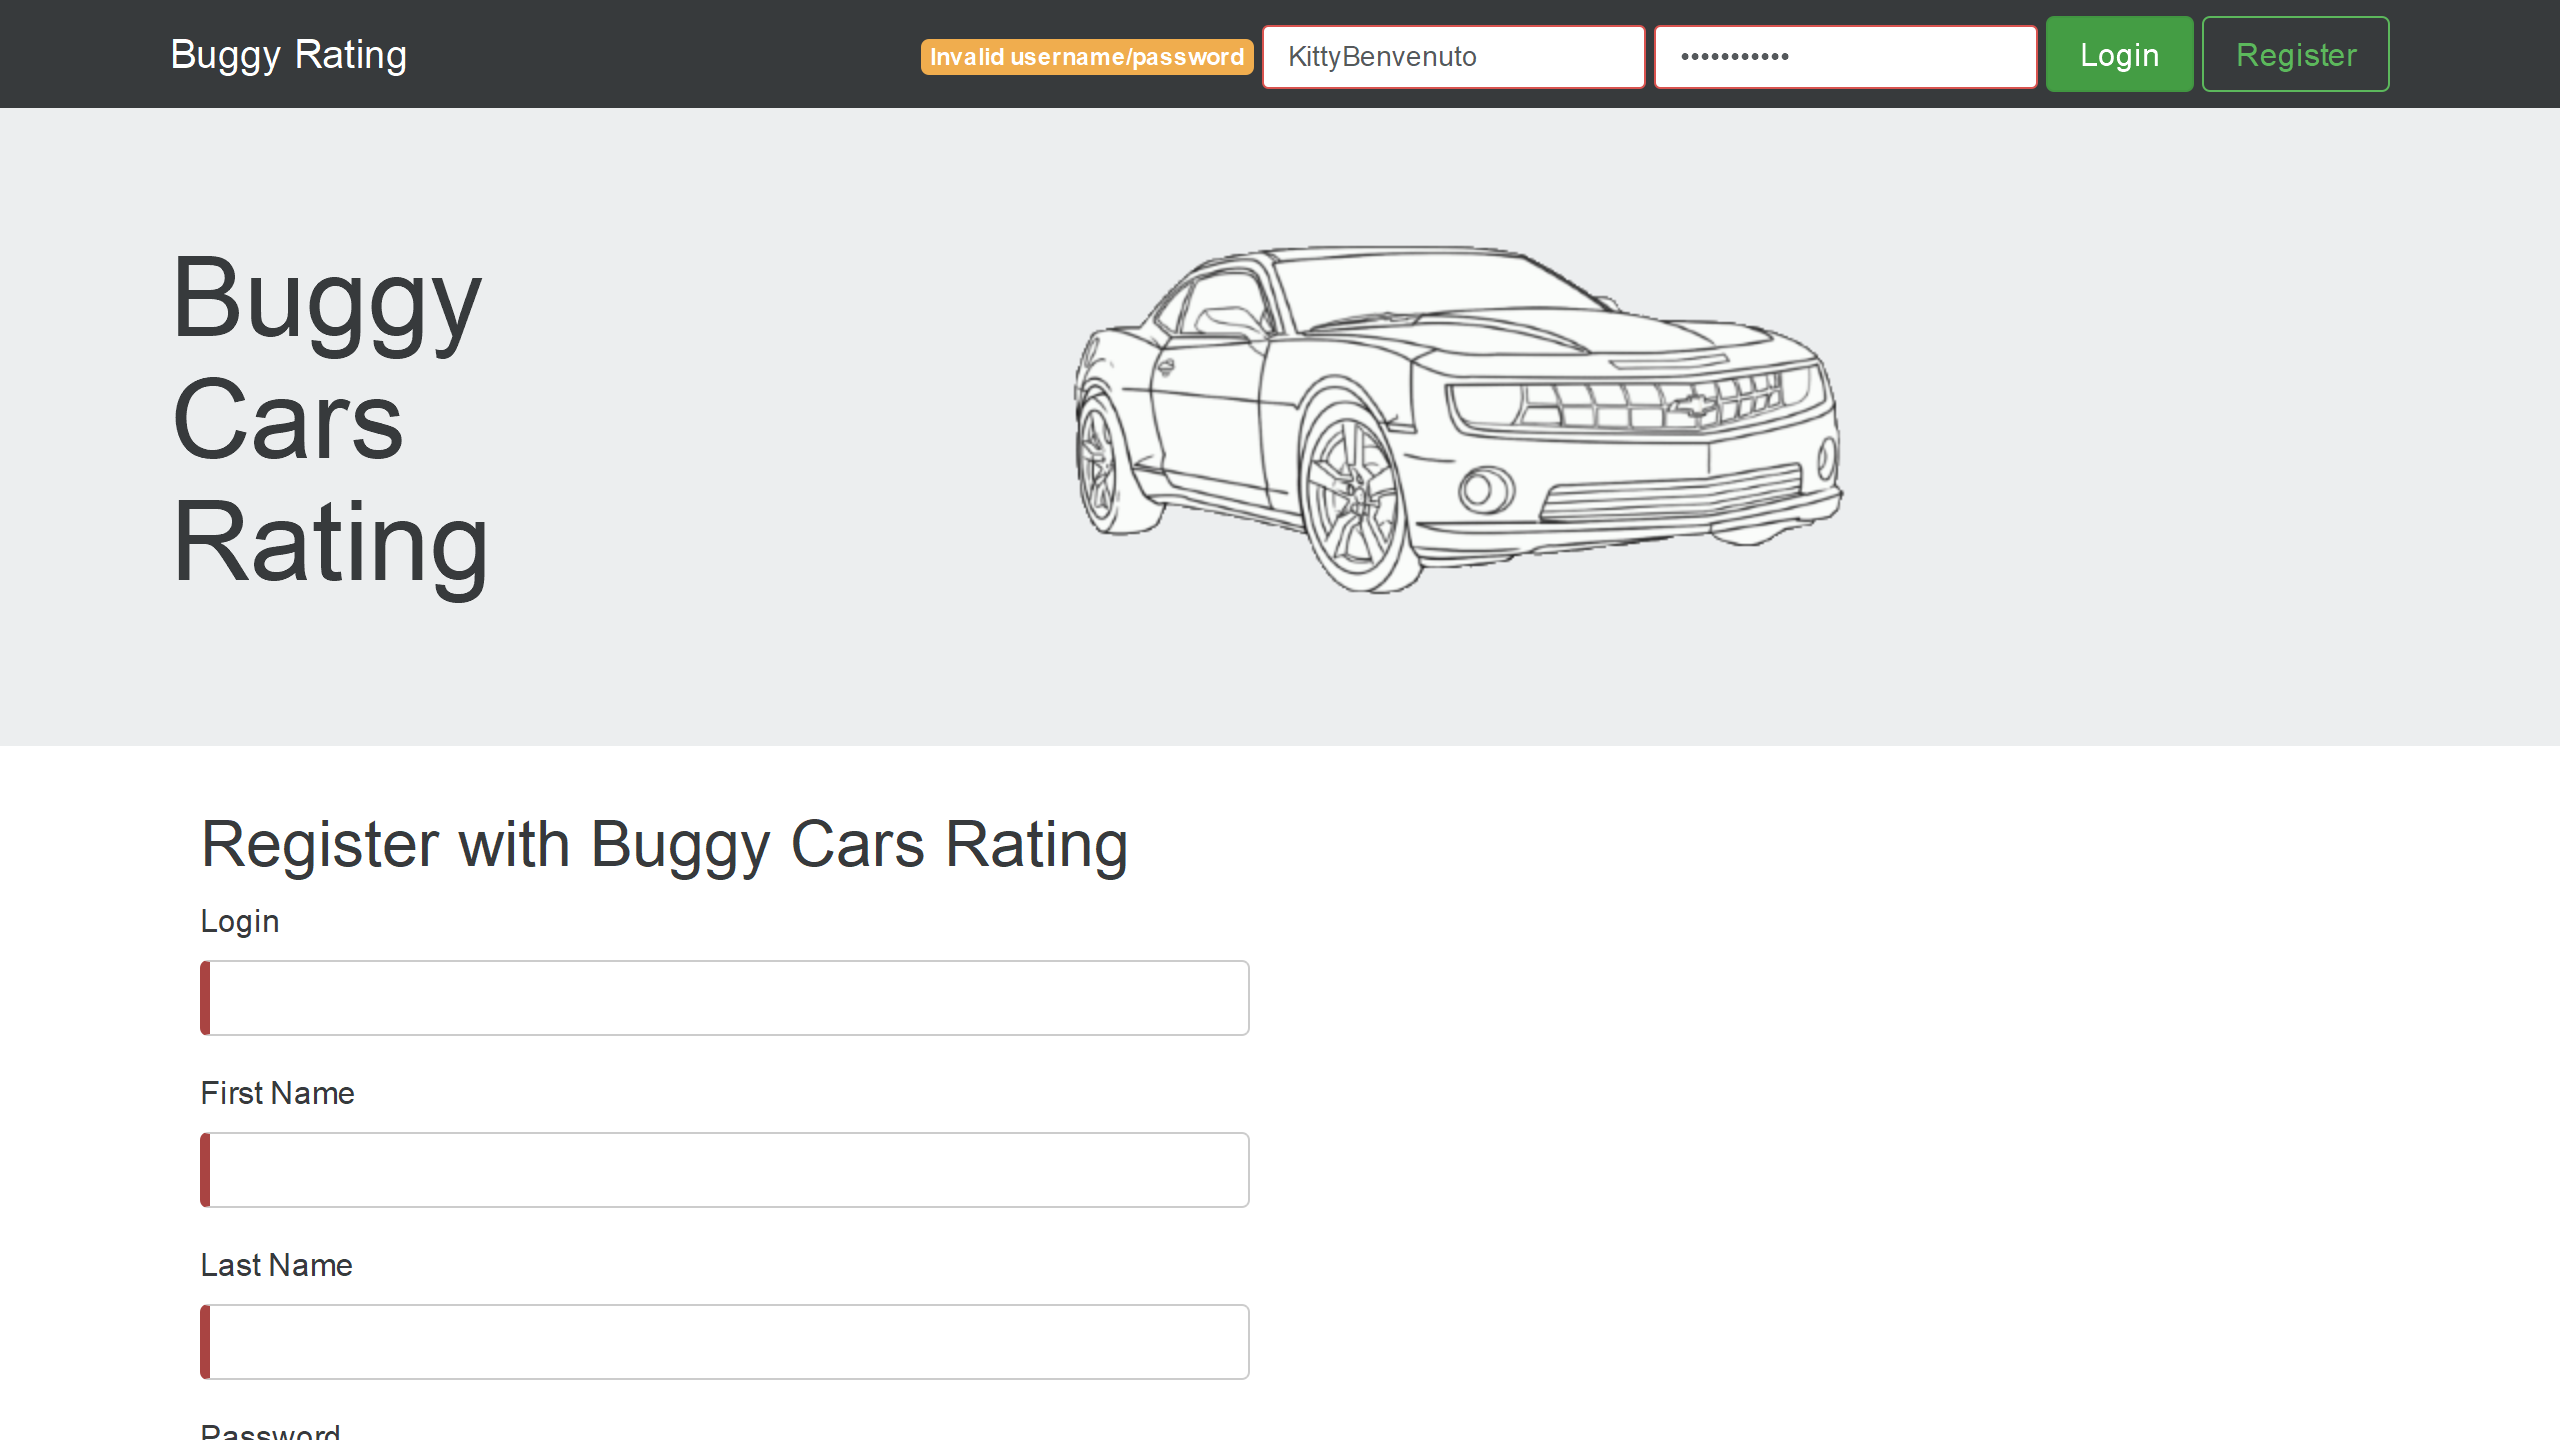 Buggy Rating
Invalid username/password
KittyBenvenuto
•••••••••••
Login
Register
Buggy
Cars
Rating
Register with Buggy Cars Rating
Login
First Name
Last Name
Password